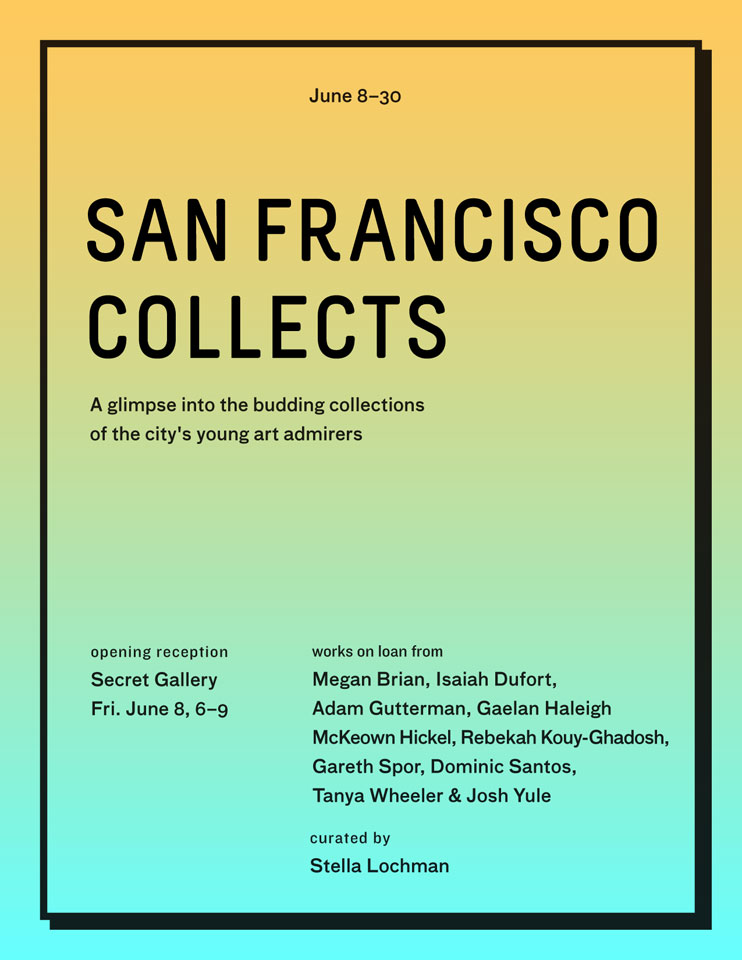 June 8–30
SAN FRANCISCO
COLLECTS
A glimpse into the budding collections
of the city's young art admirers
opening reception
Secret Gallery
Fri. June 8, 6–9
works on loan from
Megan Brian, Isaiah Dufort,
Adam Gutterman, Gaelan Haleigh
McKeown Hickel, Rebekah Kouy-Ghadosh,
Gareth Spor, Dominic Santos,
Tanya Wheeler & Josh Yule
curated by
Stella Lochman